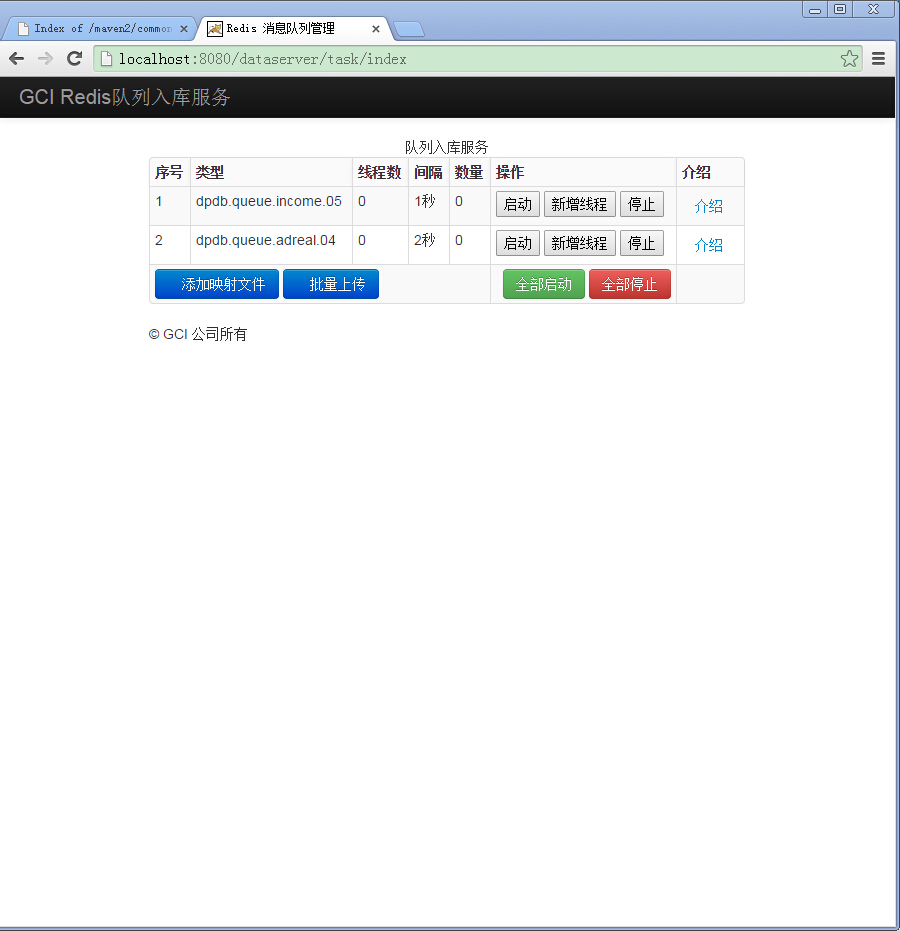 Index of /maven2/common
Redis 消息队列管理
localhost:8080/dataserver/task/index
GCI Redis队列入库服务
队列入库服务
序号 类型 线程数 间隔 数量 操作 介绍
1 dpdb.queue.income.05 0 1秒 0 启动 新增线程 停止 介绍
2 dpdb.queue.adreal.04 0 2秒 0 启动 新增线程 停止 介绍
添加映射文件 批量上传 全部启动 全部停止
© GCI 公司所有